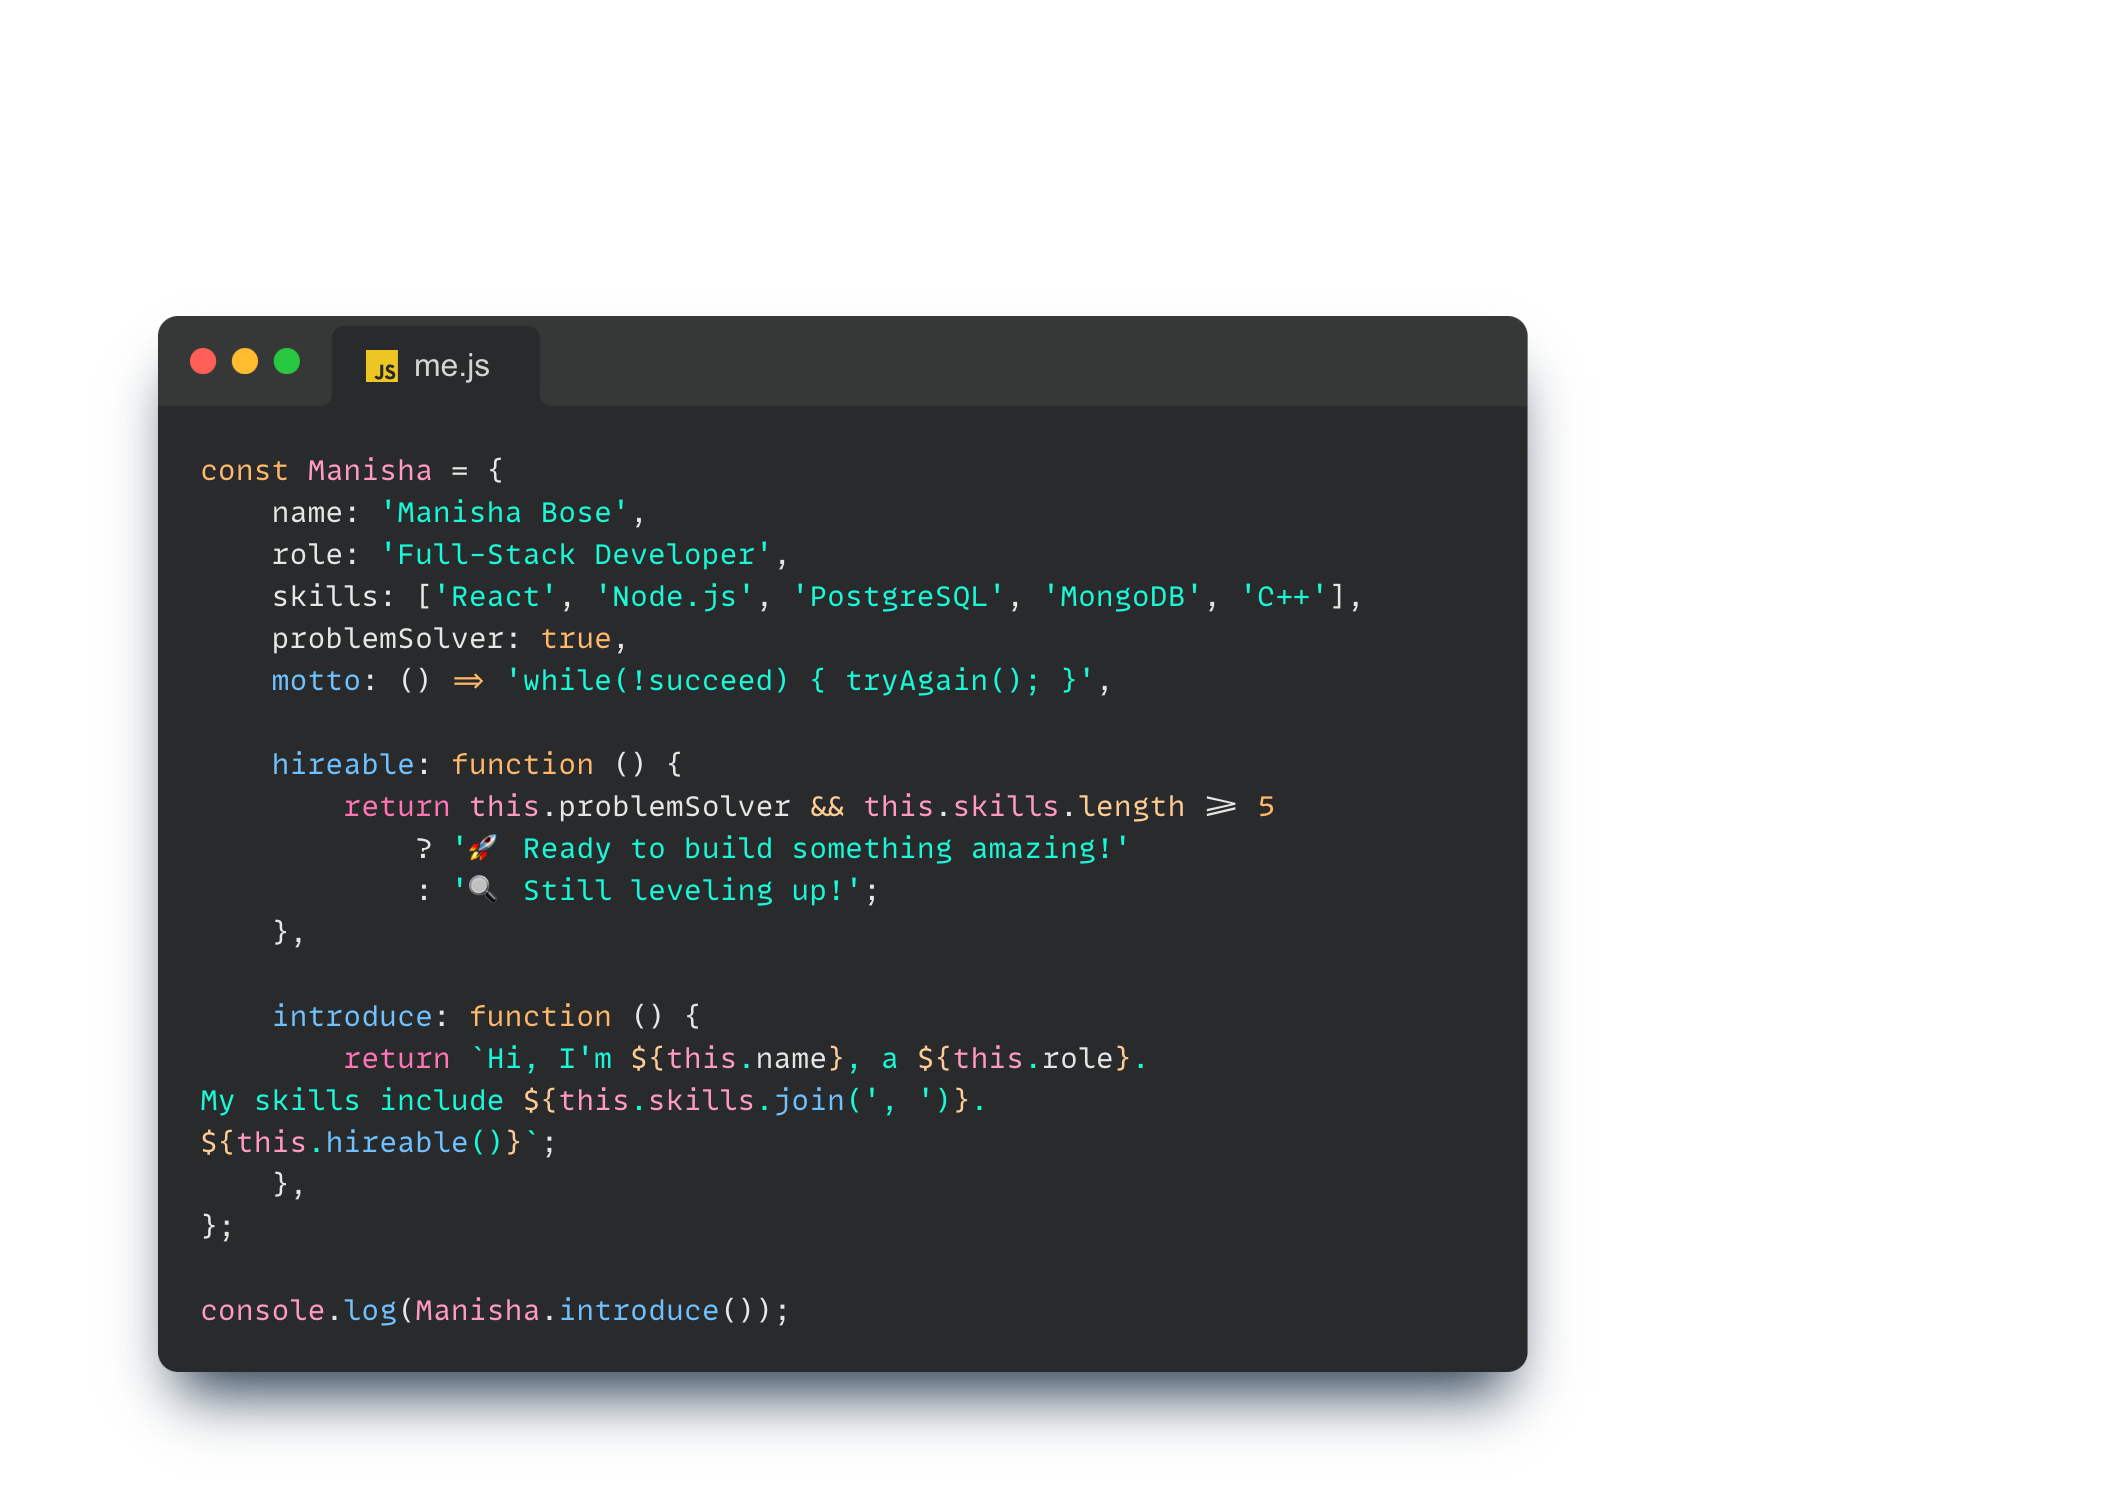 JS me.js
const Manisha = {
    name: 'Manisha Bose',
    role: 'Full-Stack Developer',
    skills: ['React', 'Node.js', 'PostgreSQL', 'MongoDB', 'C++'],
    problemSolver: true,
    motto: () => 'while(!succeed) { tryAgain(); }',
    hireable: function () {
        return this.problemSolver && this.skills.length >= 5
            ? '🚀 Ready to build something amazing!'
            : '🔍 Still leveling up!';
    },
    introduce: function () {
        return `Hi, I'm ${this.name}, a ${this.role}.
My skills include ${this.skills.join(', ')}.
${this.hireable()}`;
    },
};
console.log(Manisha.introduce());